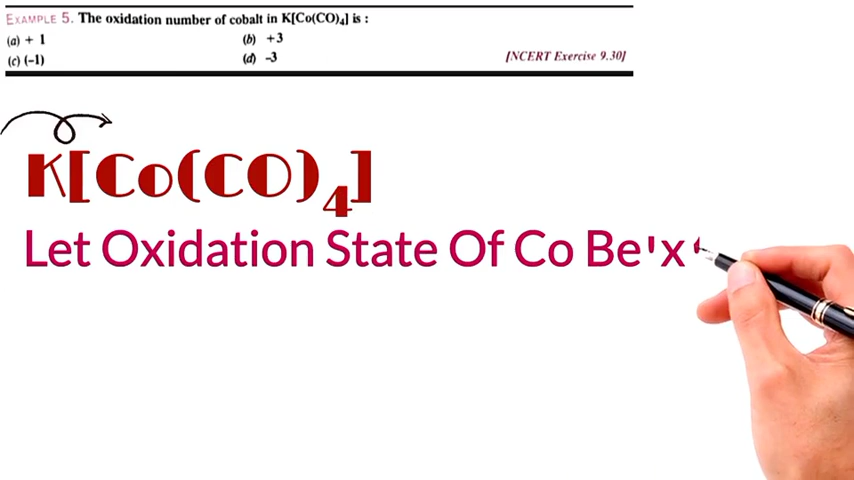 EXAMPLE 5. The oxidation number of cobalt in K[Co(CO)₄] is :
(a) + 1 (b) +3
(c) (–1) (d) -3 [NCERT Exercise 9.30]
K[Co(CO)₄]
Let Oxidation State Of Co Be 'x '